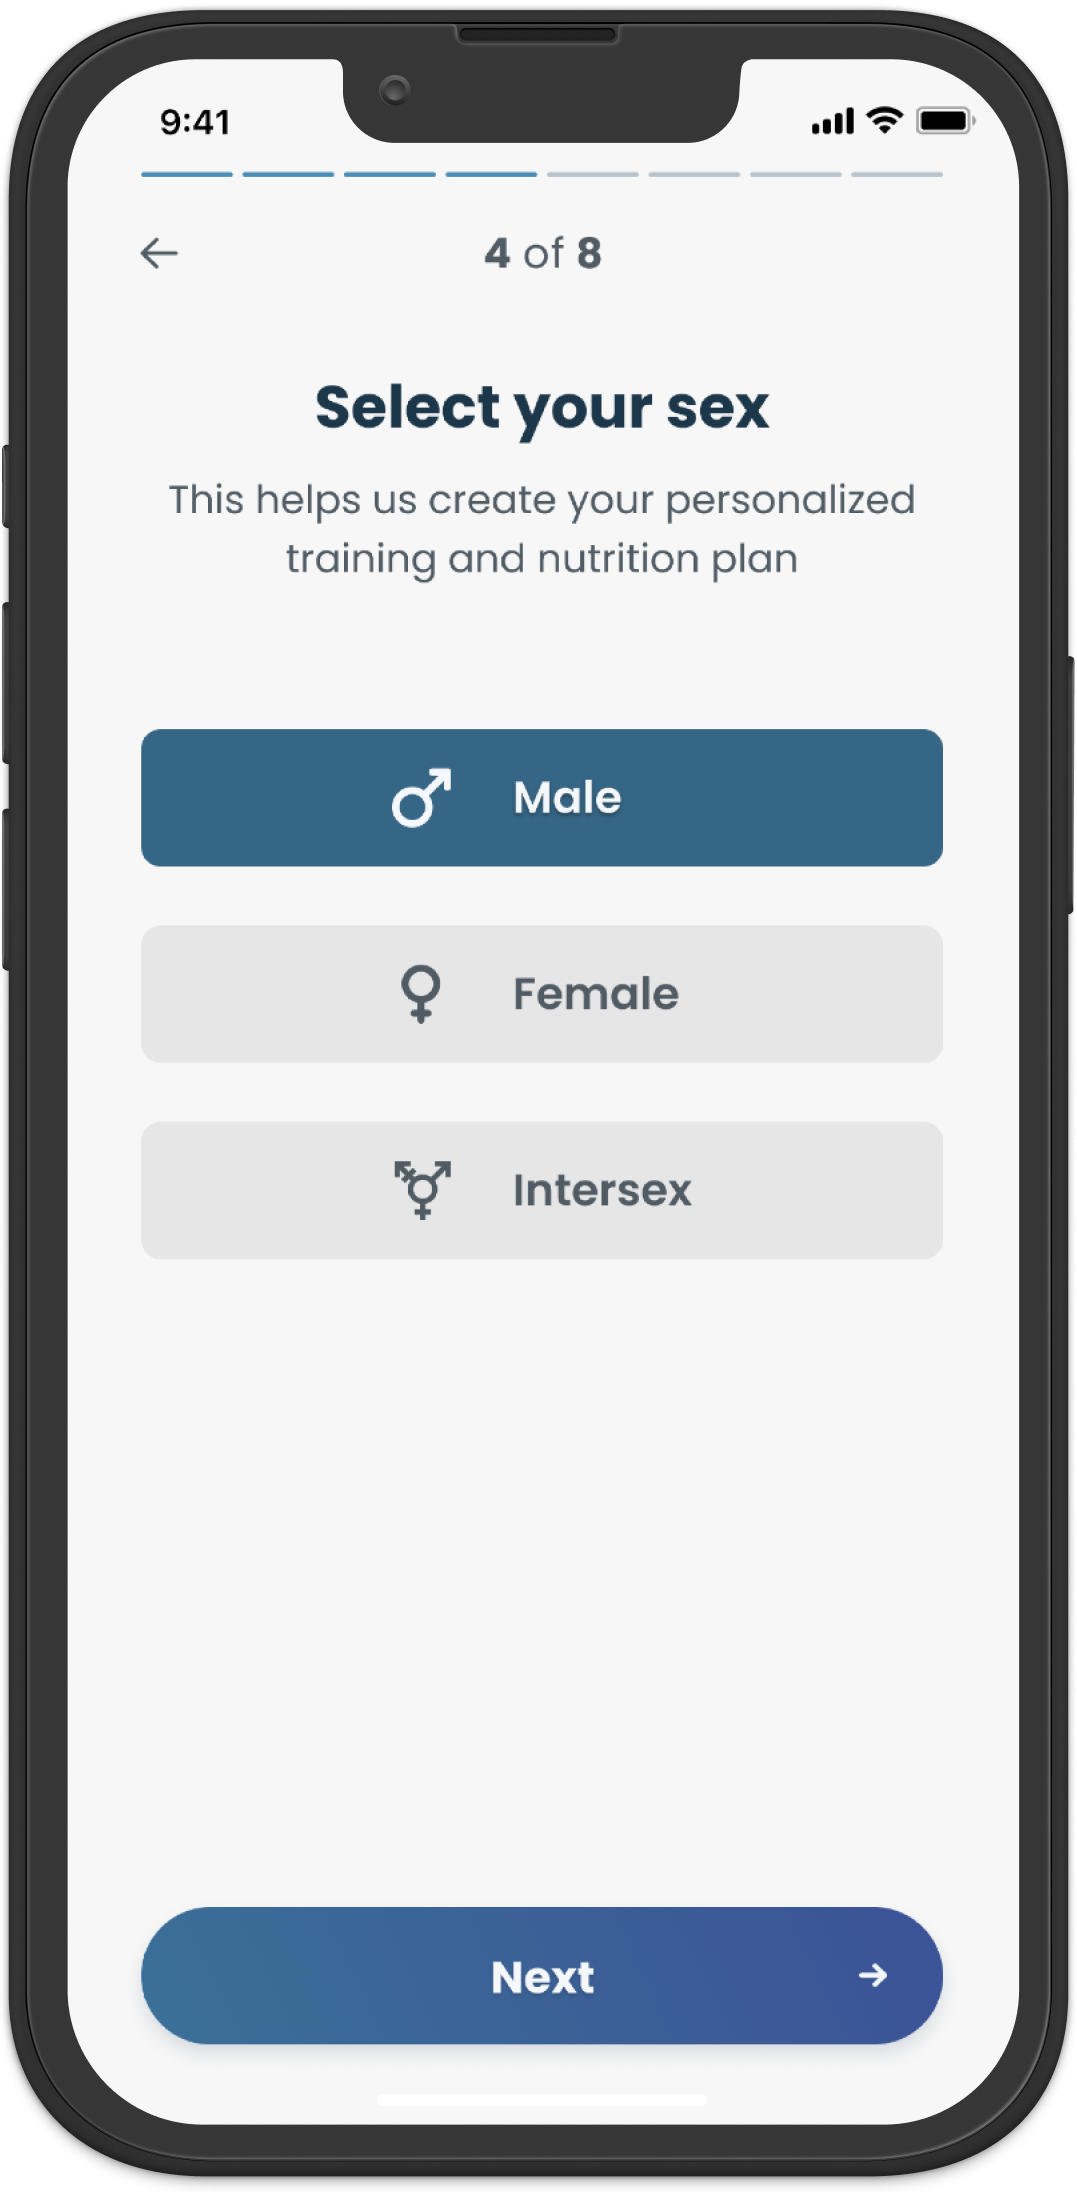 9:41
4 of 8
Select your sex
This helps us create your personalized
training and nutrition plan
Male
Female
Intersex
Next